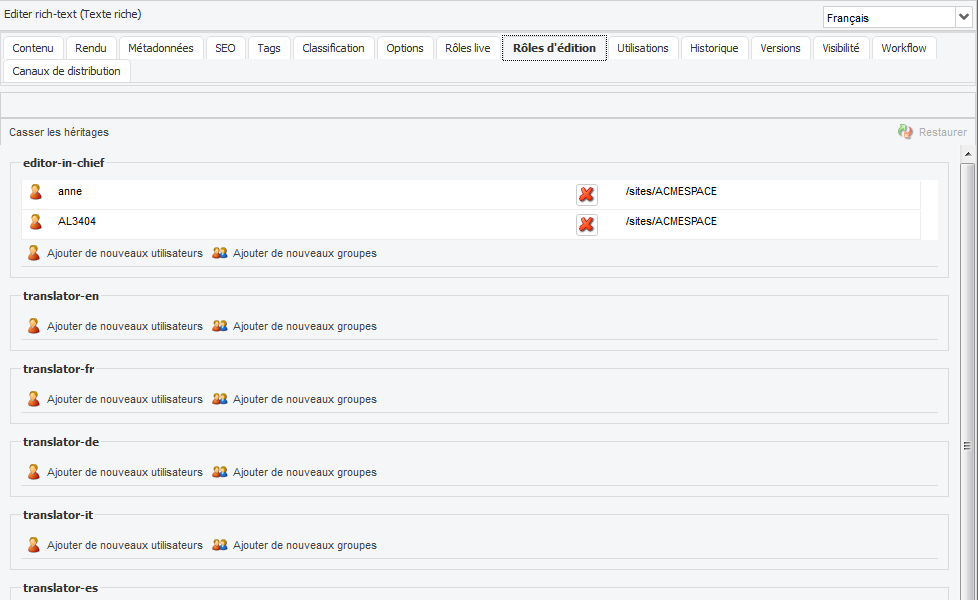 Editer rich-text (Texte riche)
Français
Contenu Rendu Métadonnées SEO Tags Classification Options Rôles live Rôles d'édition Utilisations Historique Versions Visibilité Workflow
Canaux de distribution
Casser les héritages Restaurer
editor-in-chief
anne /sites/ACMESPACE
AL3404 /sites/ACMESPACE
Ajouter de nouveaux utilisateurs Ajouter de nouveaux groupes
translator-en
Ajouter de nouveaux utilisateurs Ajouter de nouveaux groupes
translator-fr
Ajouter de nouveaux utilisateurs Ajouter de nouveaux groupes
translator-de
Ajouter de nouveaux utilisateurs Ajouter de nouveaux groupes
translator-it
Ajouter de nouveaux utilisateurs Ajouter de nouveaux groupes
translator-es